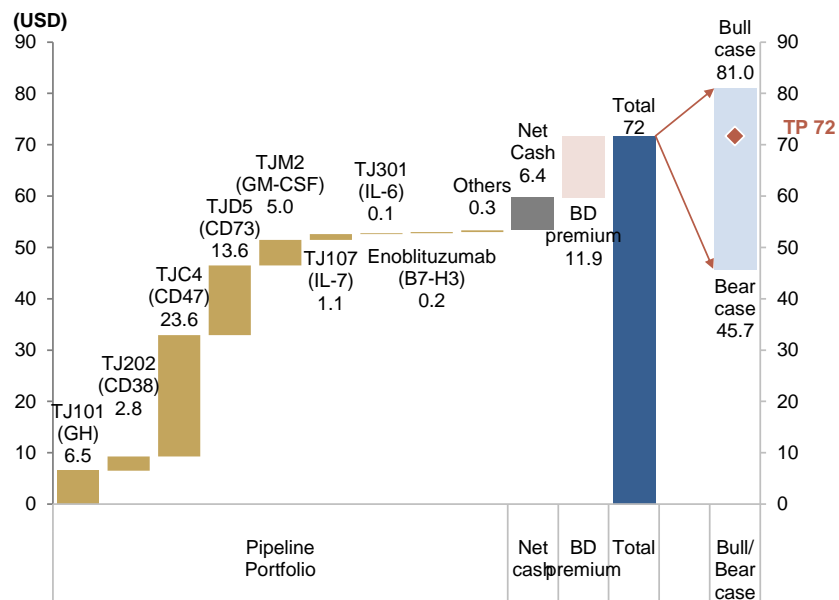 (USD)
90
80
70
60
50
40
30
20
10
0
TJ101
(GH)
6.5
TJ202
(CD38)
2.8
TJC4
(CD47)
23.6
TJD5
(CD73)
13.6
TJM2
(GM-CSF)
5.0
TJ107
(IL-7)
1.1
TJ301
(IL-6)
0.1
Enoblituzumab
(B7-H3)
0.2
Others
0.3
Net
Cash
6.4
BD
premium
11.9
Total
72
Bull
case
81.0
TP 72
Bear
case
45.7
90
80
70
60
50
40
30
20
10
0
Pipeline
Portfolio
Net
cash
BD
premium
Total
Bull/
Bear
case